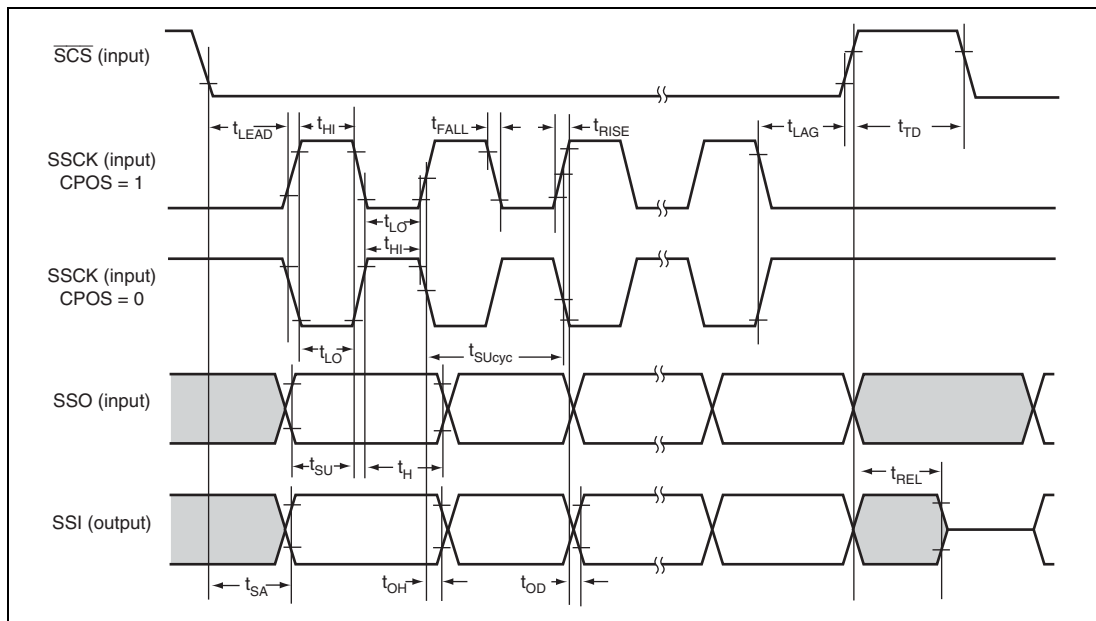 SCS (input)
tLEAD
tHI
tFALL
tRISE
tLAG
tTD
SSCK (input)
CPOS = 1
tLO
tHI
SSCK (input)
CPOS = 0
tLO
tSUcyc
SSO (input)
tSU
tH
tREL
SSI (output)
tSA
tOH
tOD